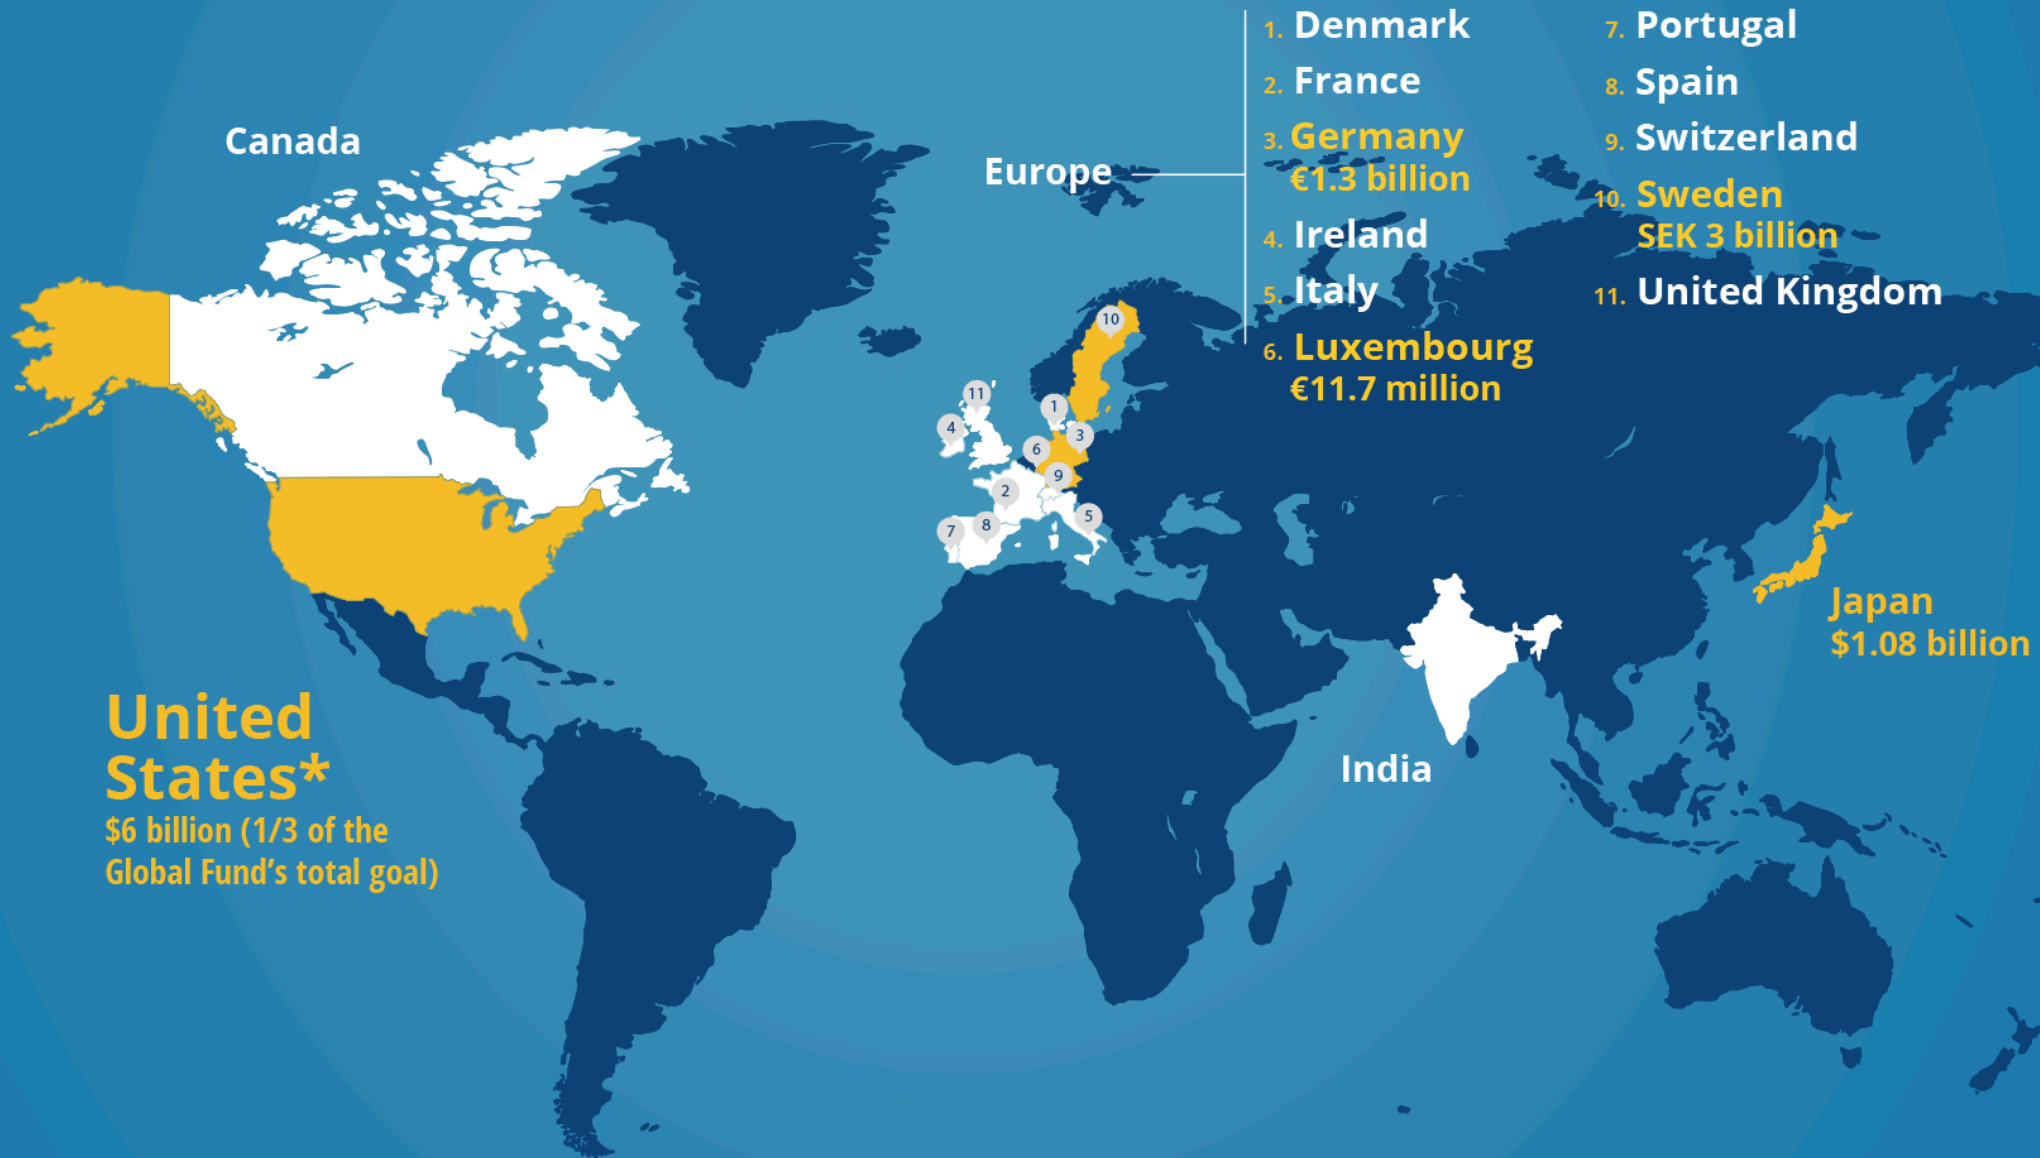 Canada
Europe
1. Denmark
2. France
3. Germany
€1.3 billion
4. Ireland
5. Italy
6. Luxembourg
€11.7 million
7. Portugal
8. Spain
9. Switzerland
10. Sweden
SEK 3 billion
11. United Kingdom
10
11
1
4
3
6
9
2
5
7
8
Japan
$1.08 billion
United
States*
$6 billion (1/3 of the
Global Fund’s total goal)
India